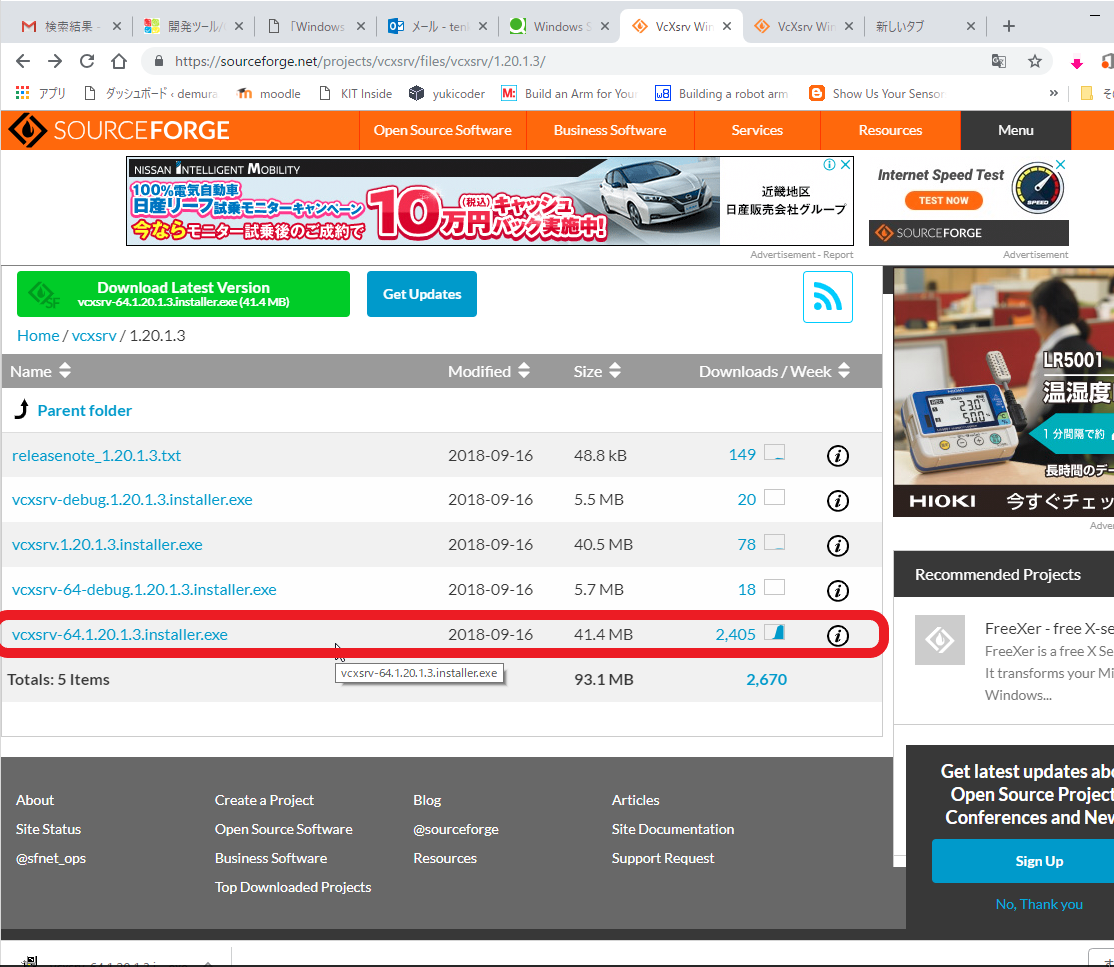 検索結果 -
開発ツール/
「Windows
メール - tenk
Windows S
VcXsrv Win
VcXsrv Win
新しいタブ
https://sourceforge.net/projects/vcxsrv/files/vcxsrv/1.20.1.3/
アプリ
ダッシュボード ‹ demura
moodle
KIT Inside
yukicoder
Build an Arm for You
Building a robot arm
Show Us Your Sensor
»
SOURCEFORGE
Open Source Software
Business Software
Services
Resources
Menu
NISSAN INTELLIGENT MOBILITY
100%電気自動車
日産リーフ試乗モニターキャンペーン
今ならモニター試乗後のご成約で
10万円(税込)キャッシュバック実施中!
近畿地区
日産販売会社グループ
Advertisement - Report
Internet Speed Test
TEST NOW
SPEED
SOURCEFORGE
Advertisement
Download Latest Version
vcxsrv-64.1.20.1.3.installer.exe (41.4 MB)
Get Updates
Home / vcxsrv / 1.20.1.3
Name Modified Size Downloads / Week
Parent folder
releasenote_1.20.1.3.txt 2018-09-16 48.8 kB 149
vcxsrv-debug.1.20.1.3.installer.exe 2018-09-16 5.5 MB 20
vcxsrv.1.20.1.3.installer.exe 2018-09-16 40.5 MB 78
vcxsrv-64-debug.1.20.1.3.installer.exe 2018-09-16 5.7 MB 18
vcxsrv-64.1.20.1.3.installer.exe 2018-09-16 41.4 MB 2,405
vcxsrv-64.1.20.1.3.installer.exe
Totals: 5 Items 93.1 MB 2,670
LR5001
温湿度
1 分間隔で約
長時間のデー
HIOKI 今すぐチェッ
Adver
Recommended Projects
FreeXer - free X-se
FreeXer is a free X Se
It transforms your Mi
Windows...
Get latest updates abo
Open Source Project
Conferences and New
Sign Up
No, Thank you
About
Site Status
@sfnet_ops
Create a Project
Open Source Software
Business Software
Top Downloaded Projects
Blog
@sourceforge
Resources
Articles
Site Documentation
Support Request